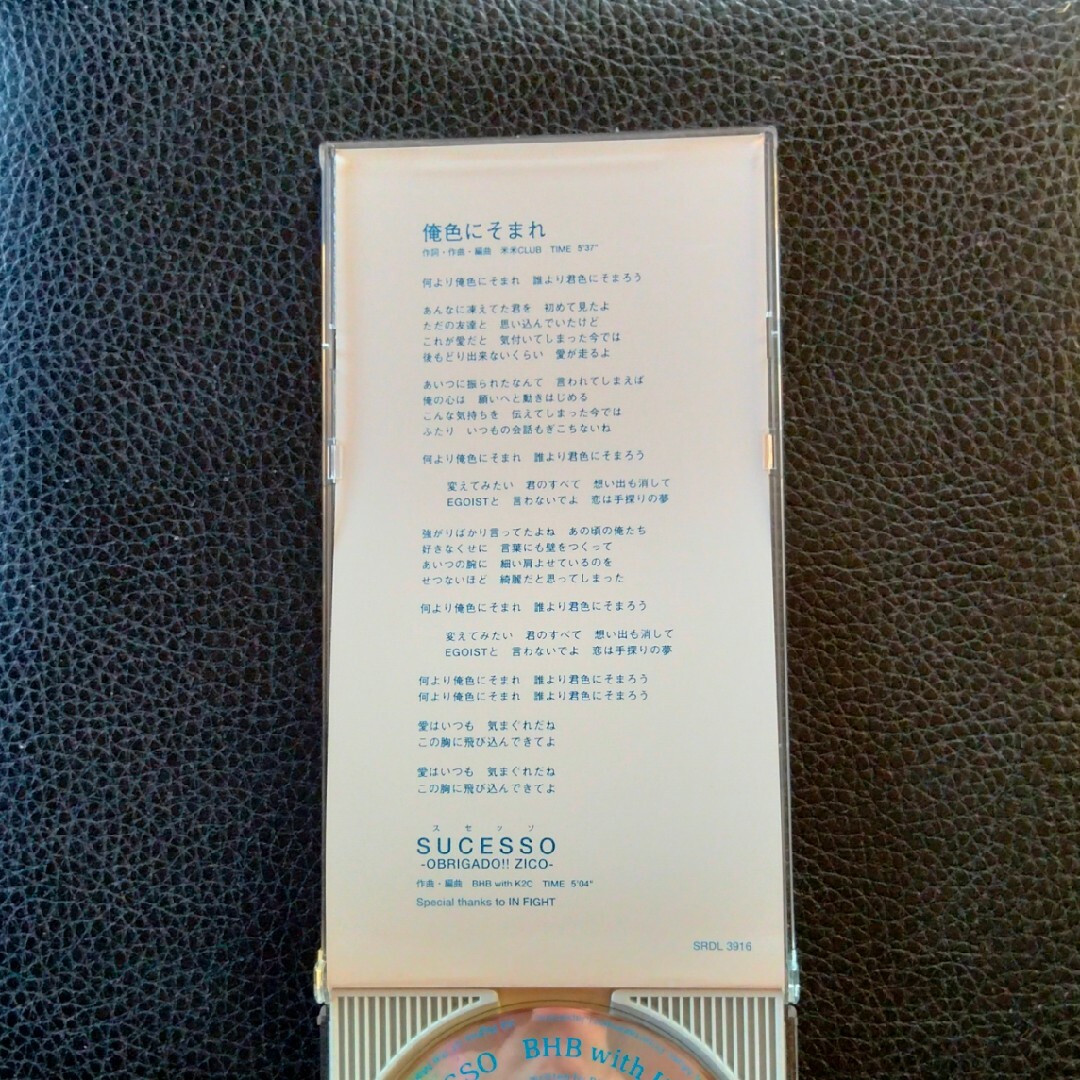 俺色にそまれ
作詞・作曲・編曲　米米CLUB　TIME 5'37"
何より俺色にそまれ　誰より君色にそまろう
あんなに凍えてた君を　初めて見たよ
ただの友達と　思い込んでいたけど
これが愛だと　気付いてしまった今では
後もどり出来ないくらい　愛が走るよ
あいつに振られたなんて　言われてしまえば
俺の心は　願いへと動きはじめる
こんな気持ちを　伝えてしまった今では
ふたり　いつもの会話もぎこちないね
何より俺色にそまれ　誰より君色にそまろう
変えてみたい　君のすべて　想い出も消して
EGOISTと　言わないでよ　恋は手探りの夢
強がりばかり言ってたよね　あの頃の俺たち
好きなくせに　言葉にも壁をつくって
あいつの腕に　細い肩よせているのを
せつないほど　綺麗だと思ってしまった
何より俺色にそまれ　誰より君色にそまろう
変えてみたい　君のすべて　想い出も消して
EGOISTと　言わないでよ　恋は手探りの夢
何より俺色にそまれ　誰より君色にそまろう
何より俺色にそまれ　誰より君色にそまろう
愛はいつも　気まぐれだね
この胸に飛び込んできてよ
愛はいつも　気まぐれだね
この胸に飛び込んできてよ
スセッソ
SUCESSO
-OBRIGADO!! ZICO-
作曲・編曲　BHB with K2C　TIME 5'04"
Special thanks to IN FIGHT
SRDL 3916
BHB with